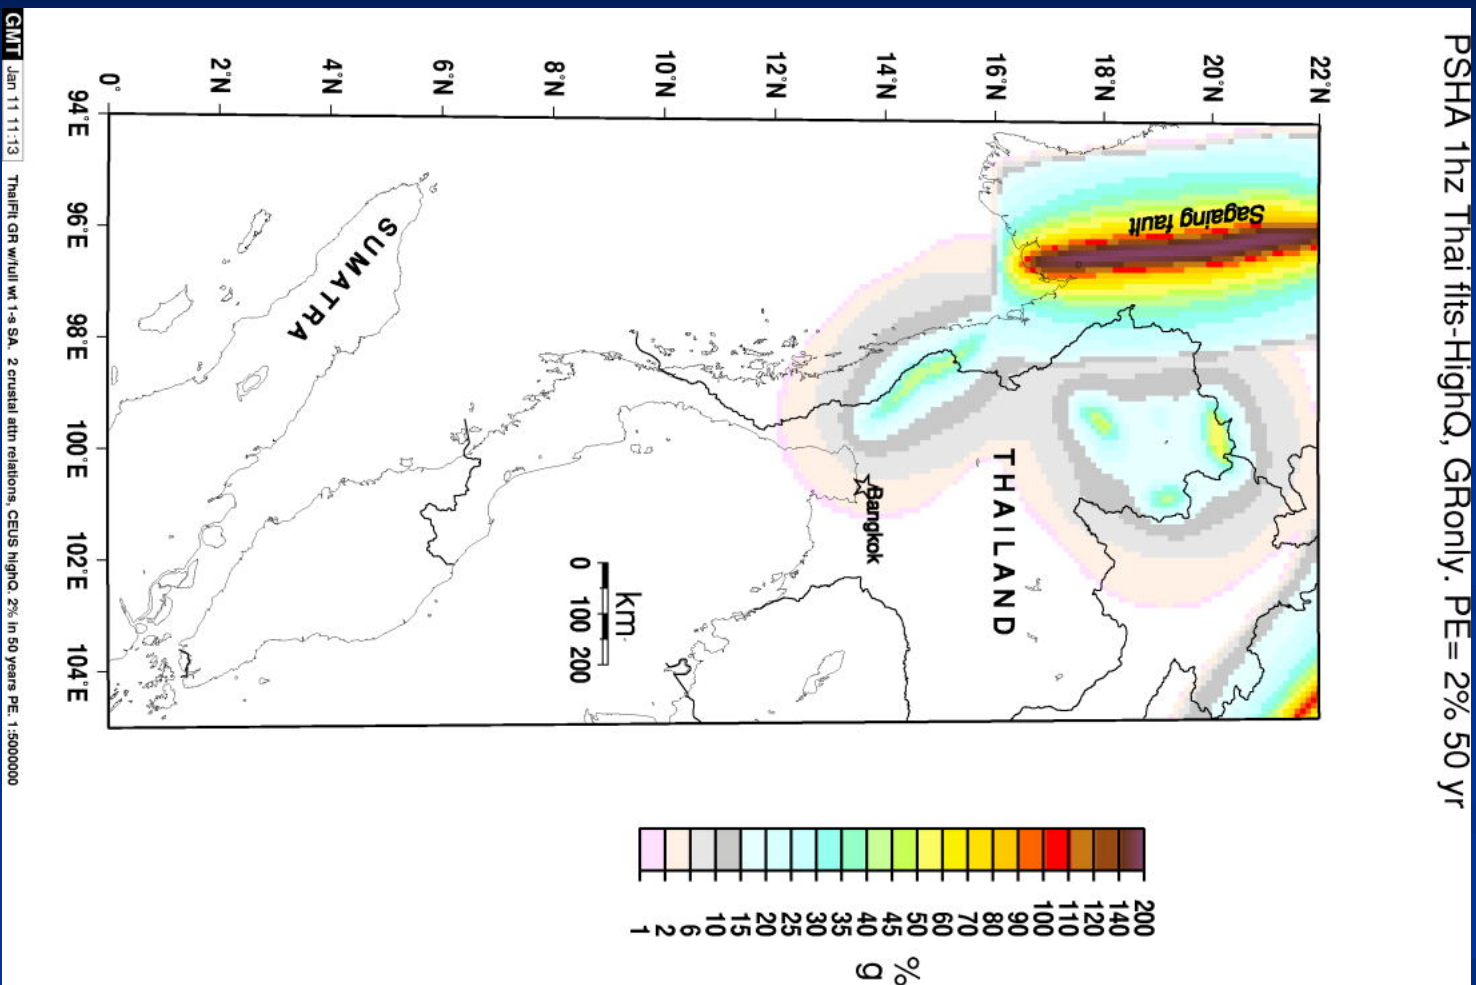 PSHA 1hz Thai fits-HighQ, GRonly. PE= 2% 50 yr
22°N
20°N
18°N
16°N
14°N
12°N
10°N
8°N
6°N
4°N
2°N
0°
94°E
96°E
98°E
100°E
102°E
104°E
Sagaing fault
THAILAND
Bangkok
SUMATRA
km
0 100 200
% g
200
140
120
110
100
90
80
70
60
50
45
40
35
30
25
20
15
10
6
2
1
GMT Jan 11 11:13 ThaiFit GR w/full wt 1-s SA. 2 crustal attn relations, CEUS highQ. 2% in 50 years PE. 1:5000000